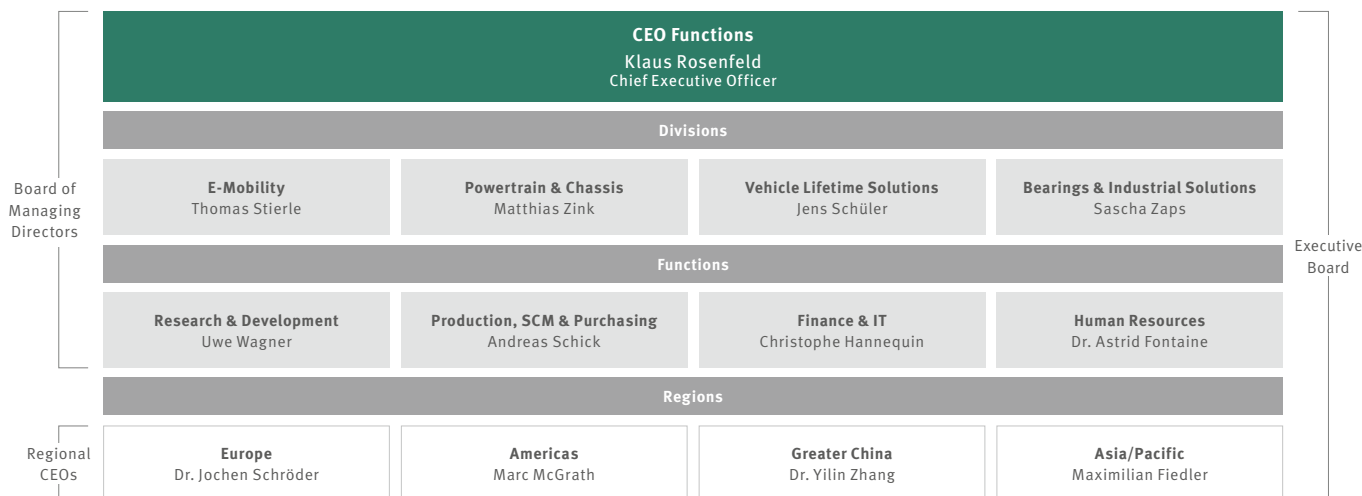 CEO Functions
Klaus Rosenfeld
Chief Executive Officer
Divisions
Board of
Managing
Directors
E-Mobility
Thomas Stierle
Powertrain & Chassis
Matthias Zink
Vehicle Lifetime Solutions
Jens Schüler
Bearings & Industrial Solutions
Sascha Zaps
Functions
Executive
Board
Research & Development
Uwe Wagner
Production, SCM & Purchasing
Andreas Schick
Finance & IT
Christophe Hannequin
Human Resources
Dr. Astrid Fontaine
Regions
Regional
CEOs
Europe
Dr. Jochen Schröder
Americas
Marc McGrath
Greater China
Dr. Yilin Zhang
Asia/Pacific
Maximilian Fiedler